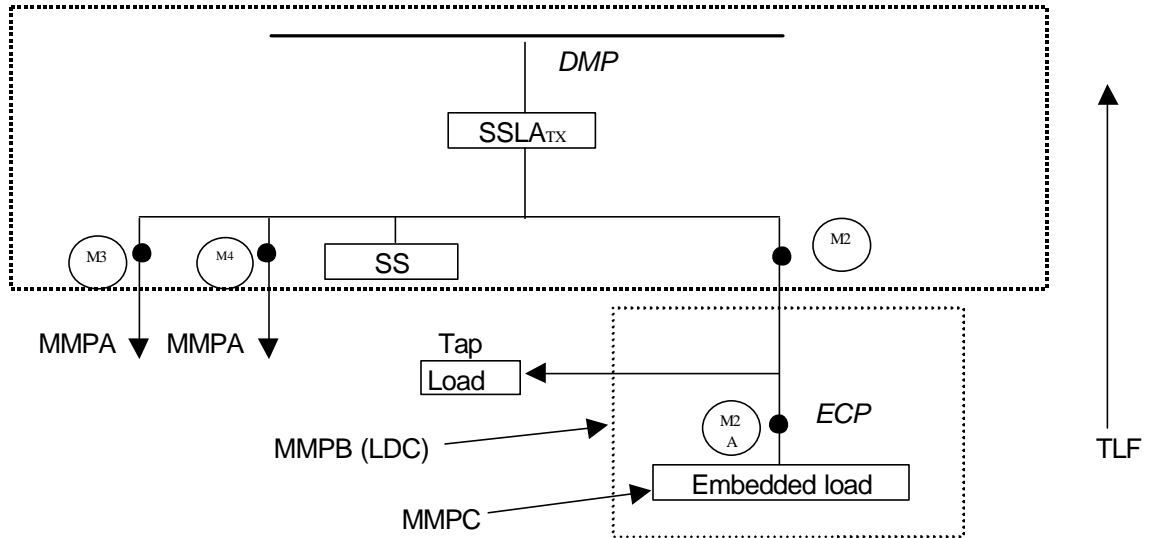 DMP
SSLATX
M3
M4
SS
M2
MMPA
MMPA
Tap
Load
M2
A
ECP
MMPB (LDC)
TLF
Embedded load
MMPC